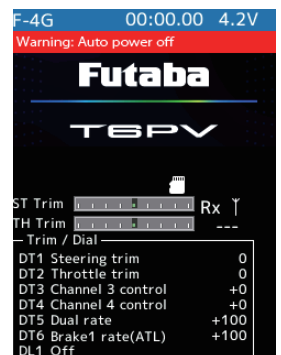 F-4G 00:00.00 4.2V
Warning: Auto power off
Futaba
T6PV
ST Trim
Rx
TH Trim
---
Trim / Dial
DT1 Steering trim 0
DT2 Throttle trim 0
DT3 Channel 3 control +0
DT4 Channel 4 control +0
DT5 Dual rate +100
DT6 Brake1 rate(ATL) +100
DL1 Off